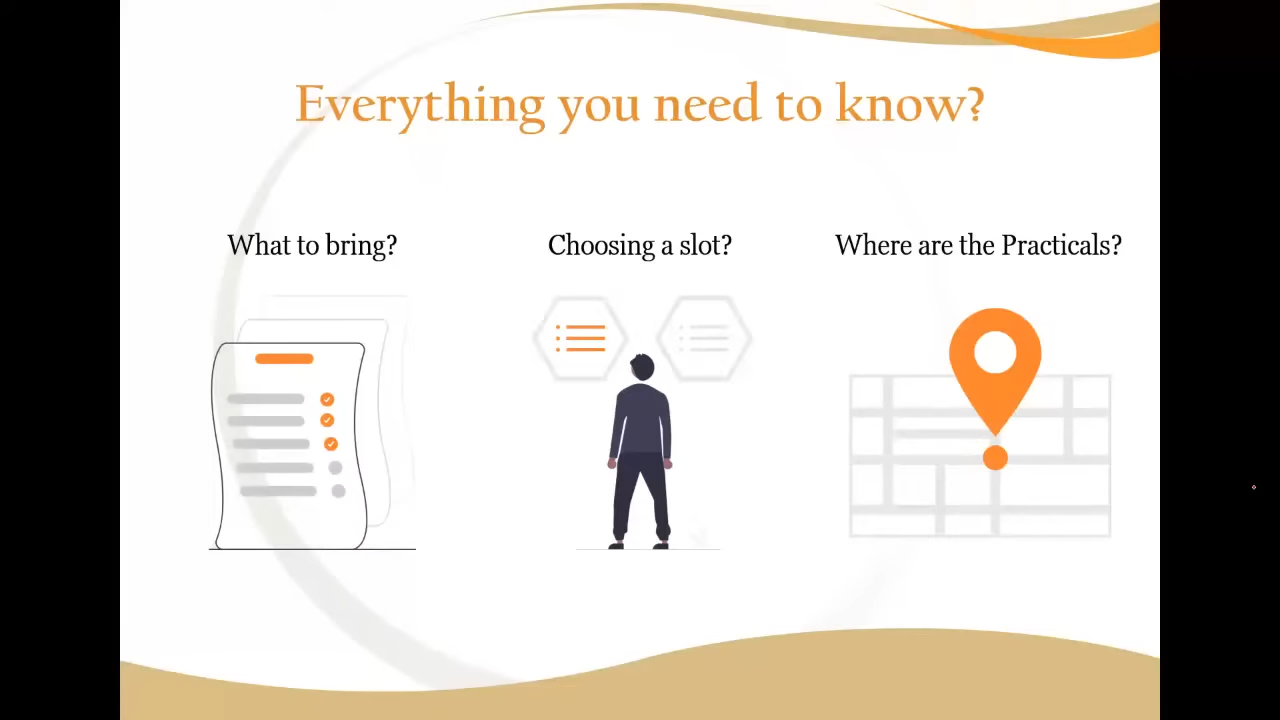 Everything you need to know?
What to bring?
Choosing a slot?
Where are the Practicals?